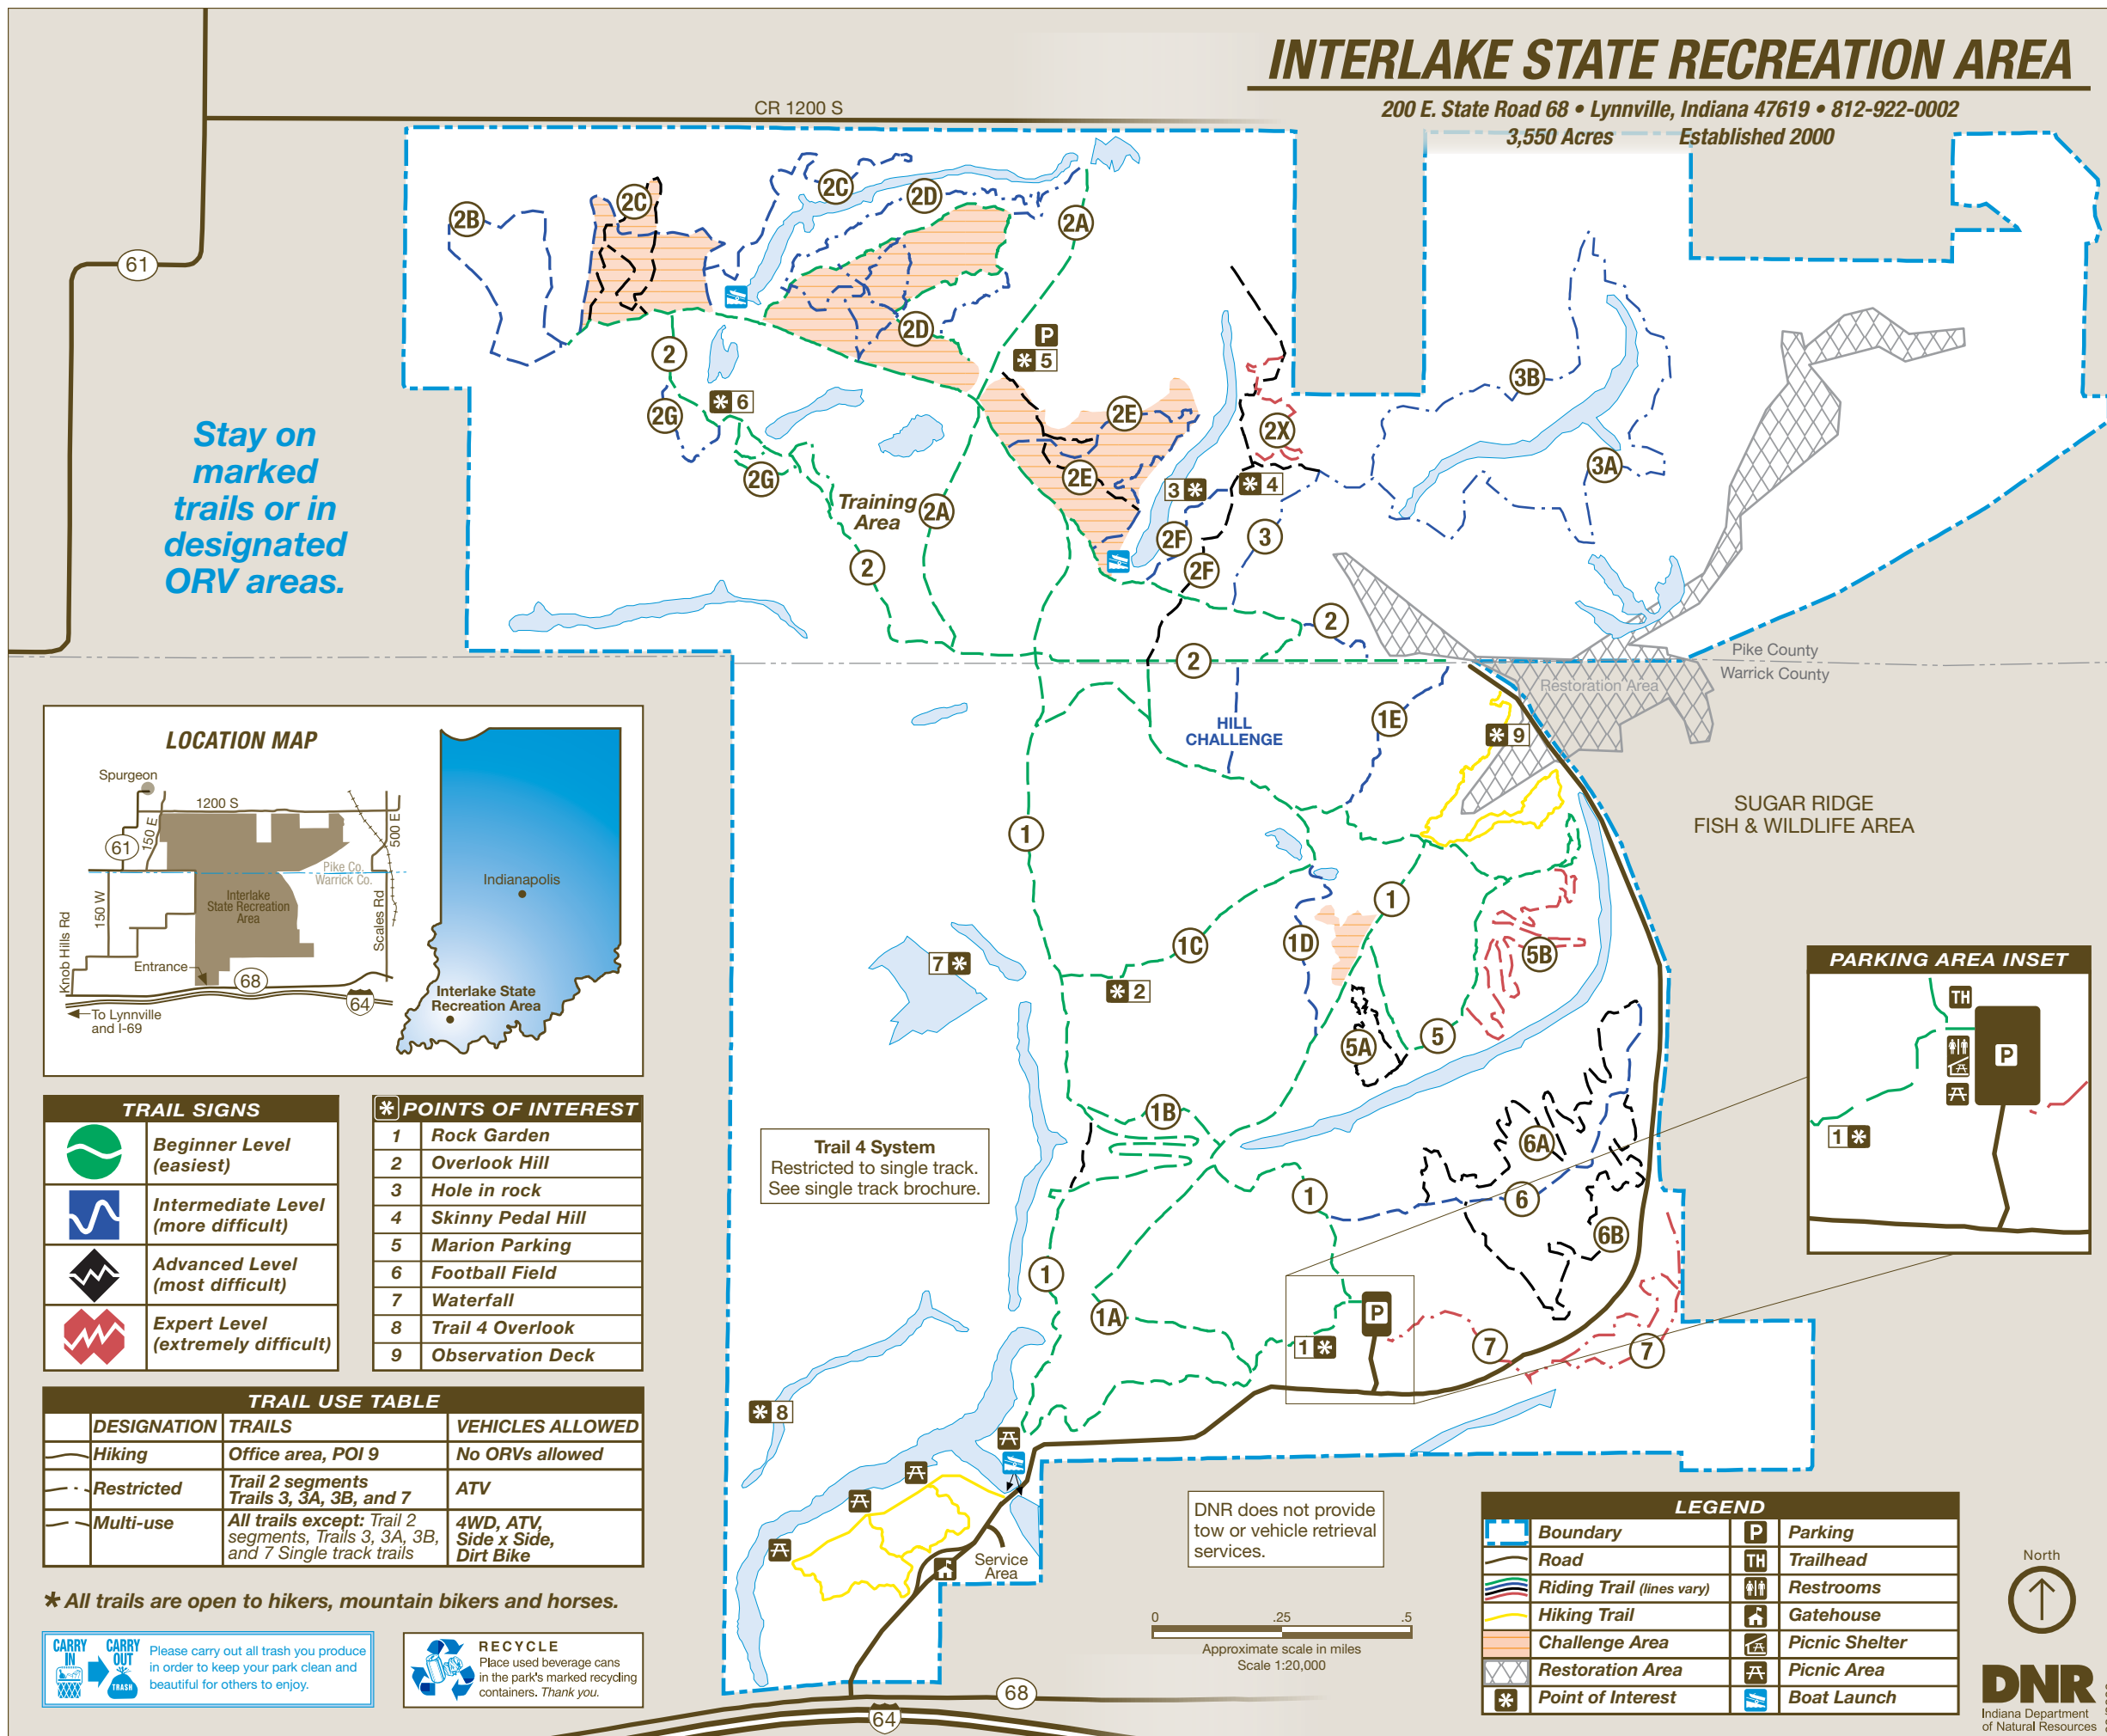 INTERLAKE STATE RECREATION AREA
200 E. State Road 68 • Lynnville, Indiana 47619 • 812-922-0002
3,550 Acres Established 2000
CR 1200 S
61
Stay on
marked
trails or in
designated
ORV areas.
2B
2C
2C
2D
2A
2D
2
2G
6
2G
P
5
2E
2E
2X
3
4
2F
2F
3
3B
3A
Training
Area
2A
2
2
2
Pike County
Warrick County
Restoration Area
HILL
CHALLENGE
1E
9
SUGAR RIDGE
FISH & WILDLIFE AREA
1
1
1C
1D
2
7
5B
5A
5
1B
6A
6
6B
1
1
1A
1
P
7
7
8
Trail 4 System
Restricted to single track.
See single track brochure.
Service
Area
DNR does not provide
tow or vehicle retrieval
services.
0 .25 .5
Approximate scale in miles
Scale 1:20,000
68
64
LOCATION MAP
Spurgeon
1200 S
150 E
61
500 E
Pike Co.
Warrick Co.
Interlake
State Recreation
Area
150 W
Knob Hills Rd
Scales Rd
Entrance
68
64
To Lynnville
and I-69
Indianapolis
Interlake State
Recreation Area
TRAIL SIGNS
Beginner Level
(easiest)
Intermediate Level
(more difficult)
Advanced Level
(most difficult)
Expert Level
(extremely difficult)
POINTS OF INTEREST
1 Rock Garden
2 Overlook Hill
3 Hole in rock
4 Skinny Pedal Hill
5 Marion Parking
6 Football Field
7 Waterfall
8 Trail 4 Overlook
9 Observation Deck
TRAIL USE TABLE
DESIGNATION TRAILS VEHICLES ALLOWED
Hiking Office area, POI 9 No ORVs allowed
Restricted Trail 2 segments
Trails 3, 3A, 3B, and 7 ATV
Multi-use All trails except: Trail 2
segments, Trails 3, 3A, 3B,
and 7 Single track trails
4WD, ATV,
Side x Side,
Dirt Bike
* All trails are open to hikers, mountain bikers and horses.
CARRY IN
CARRY OUT
TRASH
Please carry out all trash you produce
in order to keep your park clean and
beautiful for others to enjoy.
RECYCLE
Place used beverage cans
in the park's marked recycling
containers. Thank you.
PARKING AREA INSET
TH
P
1
LEGEND
Boundary P Parking
Road TH Trailhead
Riding Trail (lines vary) Restrooms
Hiking Trail Gatehouse
Challenge Area Picnic Shelter
Restoration Area Picnic Area
Point of Interest Boat Launch
North
DNR
Indiana Department
of Natural Resources